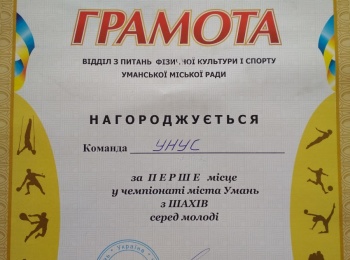 ГРАМОТА
ВІДДІЛ З ПИТАНЬ ФІЗИЧНОЇ КУЛЬТУРИ І СПОРТУ
УМАНСЬКОЇ МІСЬКОЇ РАДИ
НАГОРОДЖУЄТЬСЯ
Команда УНУС
за ПЕРШЕ місце
у чемпіонаті міста Умань
з ШАХІВ
серед молоді
Україна